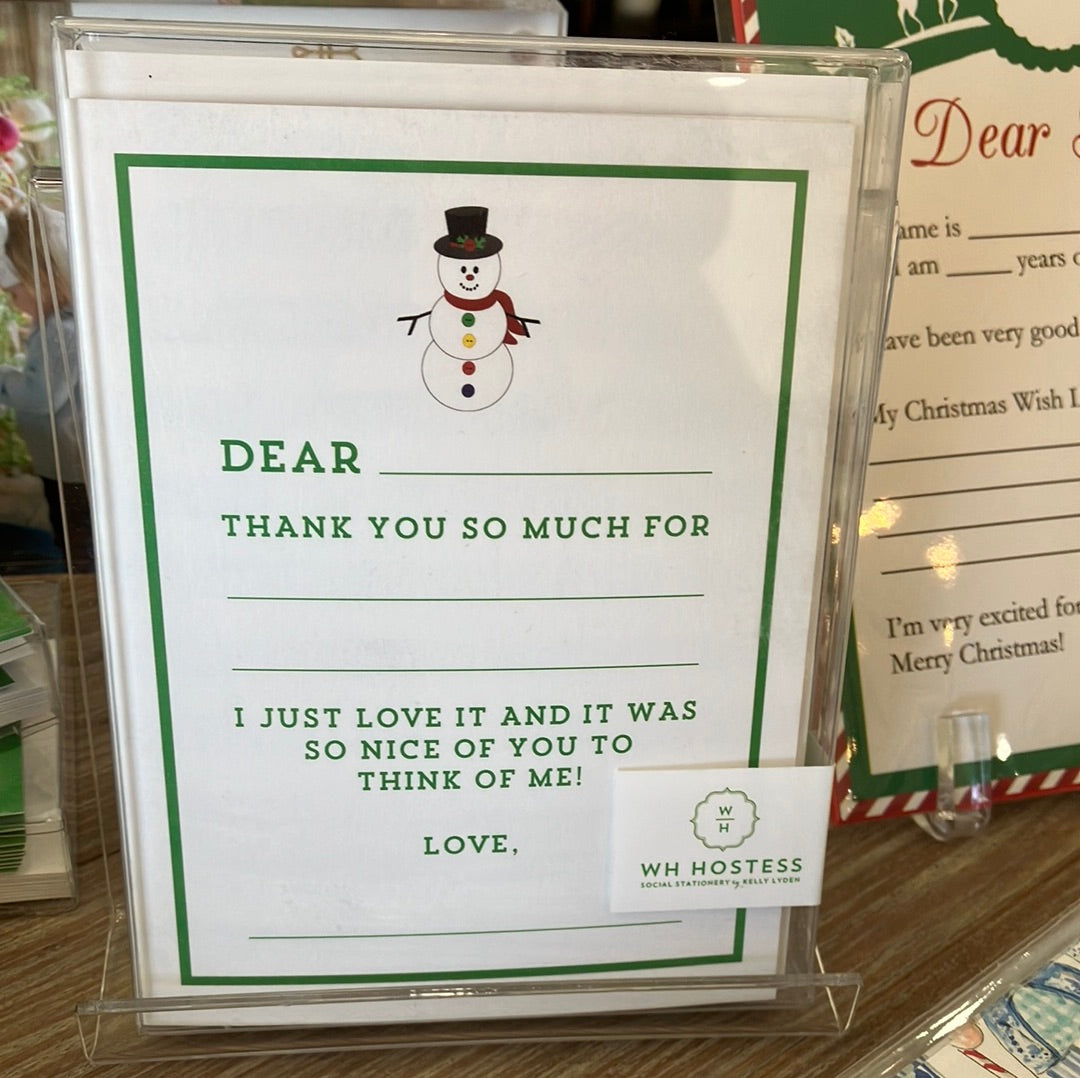 DEAR
THANK YOU SO MUCH FOR
I JUST LOVE IT AND IT WAS
SO NICE OF YOU TO
THINK OF ME!
LOVE,
W
H
WH HOSTESS
SOCIAL STATIONERY by KELLY LYDEN
Dear
ame is
I am ____ years
ave been very good
My Christmas Wish
I'm very excited for
Merry Christmas!